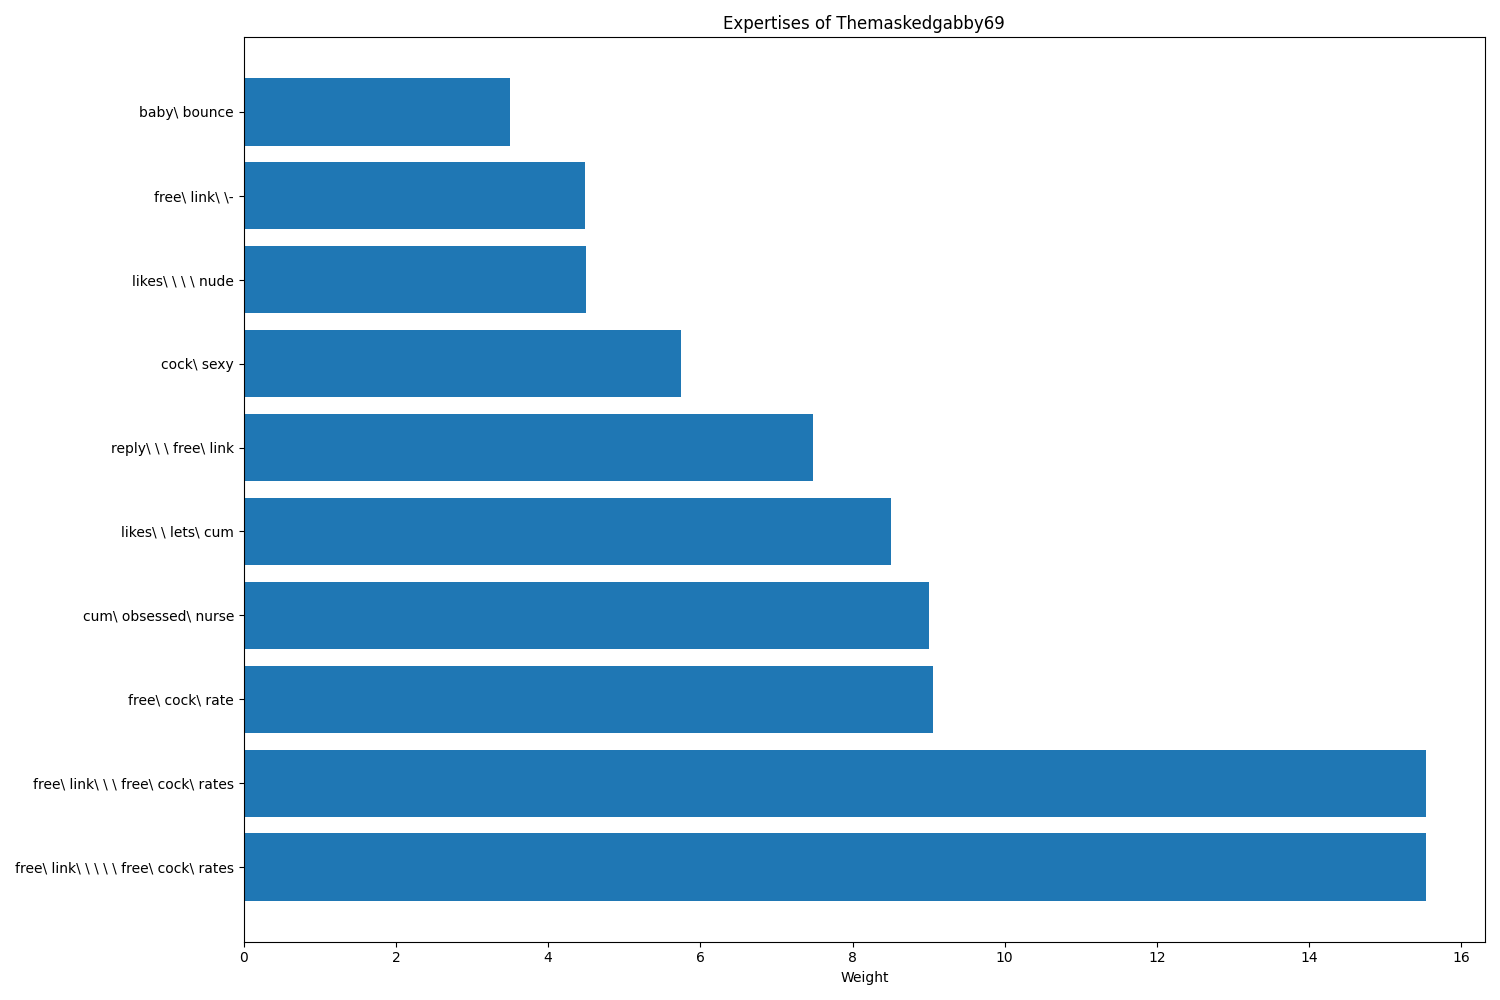 Expertises of Themaskedgabby69
baby\ bounce
free\ link\ \-
likes\ \ \ \ nude
cock\ sexy
reply\ \ \ free\ link
likes\ \ lets\ cum
cum\ obsessed\ nurse
free\ cock\ rate
free\ link\ \ \ free\ cock\ rates
free\ link\ \ \ \ \ free\ cock\ rates
0 2 4 6 8 10 12 14 16
Weight